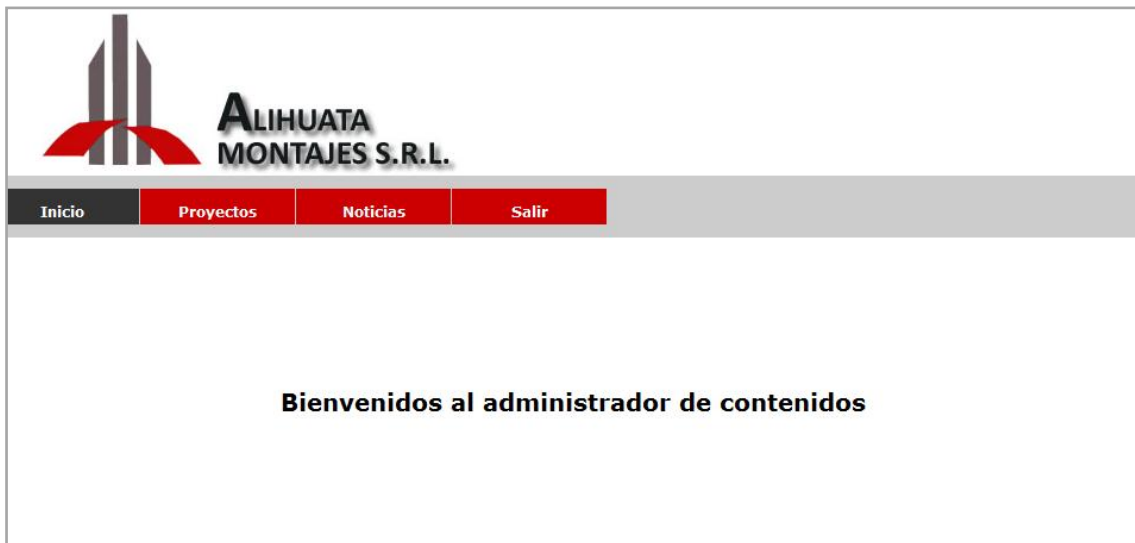 ALIHUATA
MONTAJES S.R.L.
Inicio Proyectos Noticias Salir
Bienvenidos al administrador de contenidos